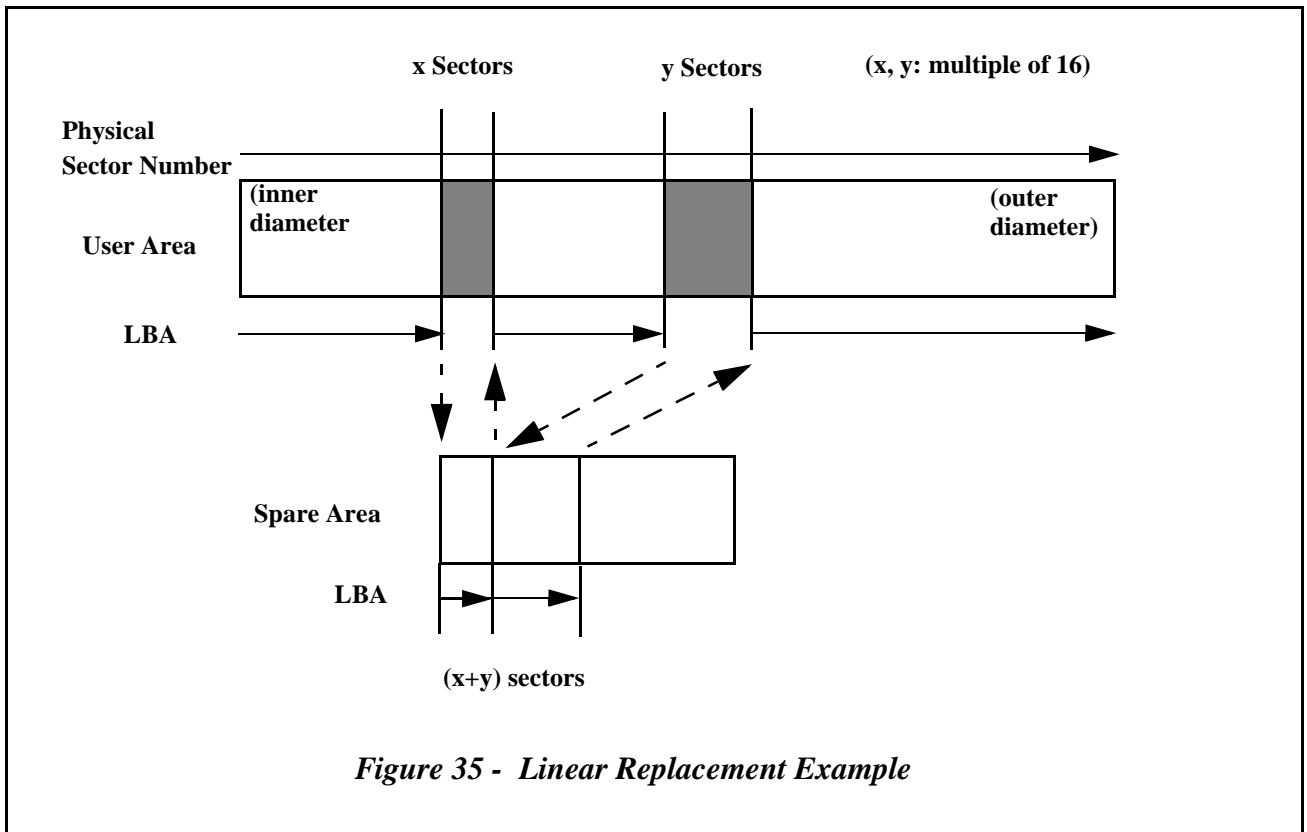 x Sectors
y Sectors
(x, y: multiple of 16)
Physical
Sector Number
(inner
diameter
(outer
diameter)
User Area
LBA
Spare Area
LBA
(x+y) sectors
Figure 35 - Linear Replacement Example